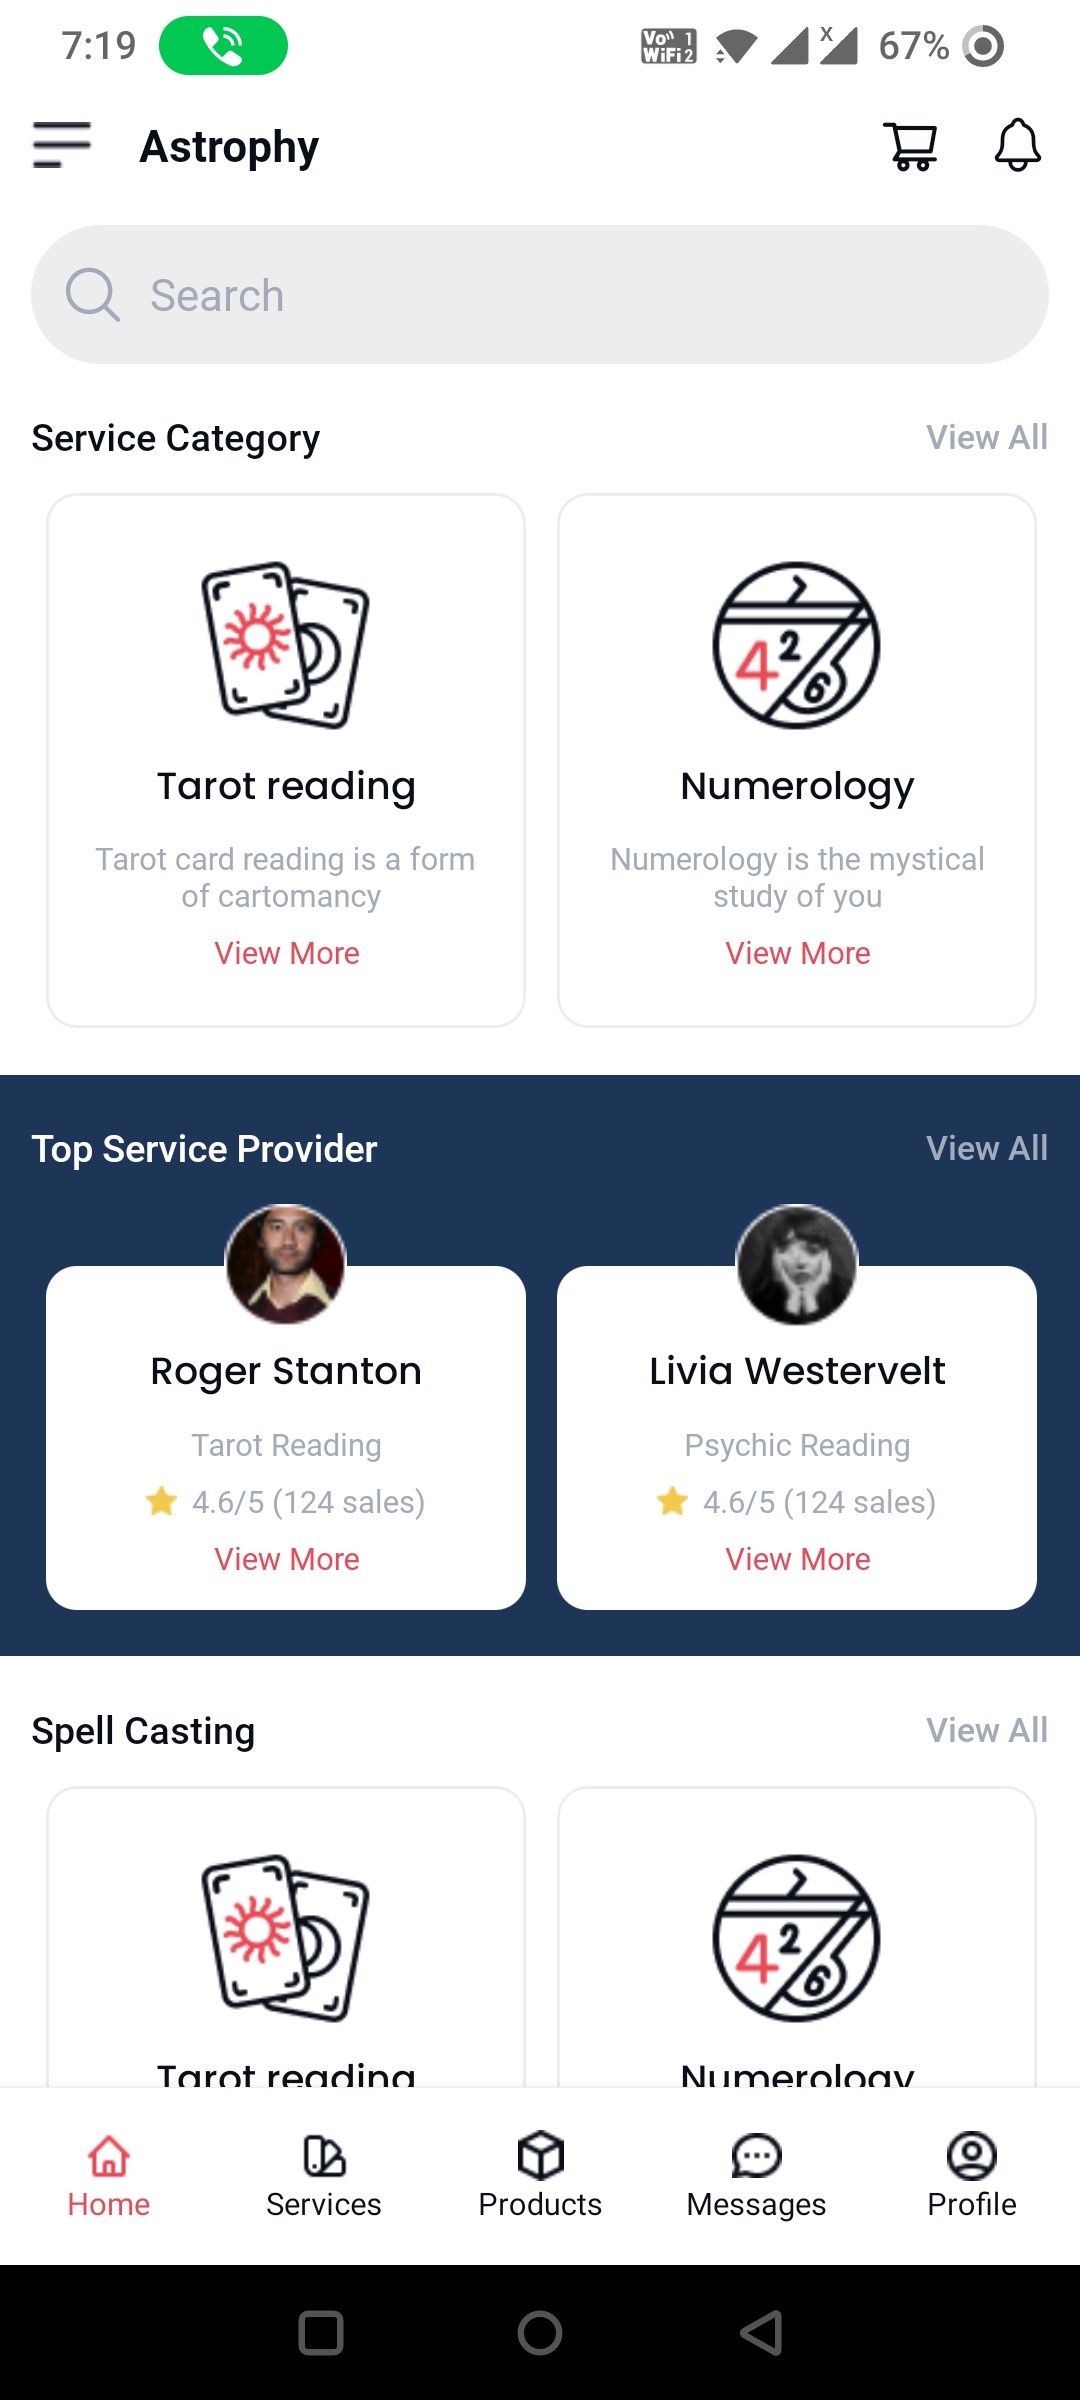 7:19
Vo 1
WiFi 2
X
67%
Astrophy
Search
Service Category
View All
4 2 6
Tarot reading
Numerology
Tarot card reading is a form
of cartomancy
Numerology is the mystical
study of you
View More
View More
Top Service Provider
View All
Roger Stanton
Livia Westervelt
Tarot Reading
Psychic Reading
4.6/5 (124 sales)
4.6/5 (124 sales)
View More
View More
Spell Casting
View All
4 2 6
Tarot reading
Numerology
Home
Services
Products
Messages
Profile